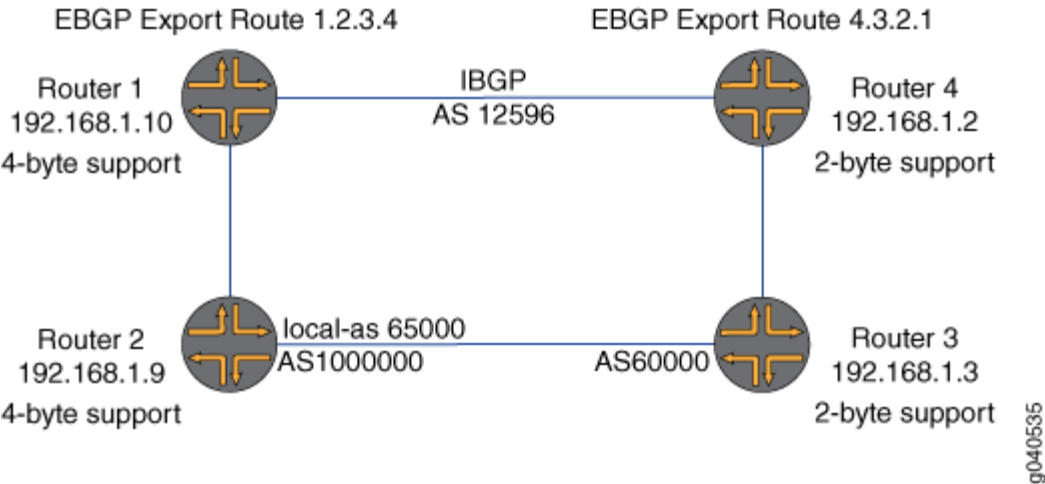 EBGP Export Route 1.2.3.4
EBGP Export Route 4.3.2.1
Router 1
192.168.1.10
4-byte support
IBGP
AS 12596
Router 4
192.168.1.2
2-byte support
Router 2
192.168.1.9
4-byte support
local-as 65000
AS1000000
AS60000
Router 3
192.168.1.3
2-byte support
g040535